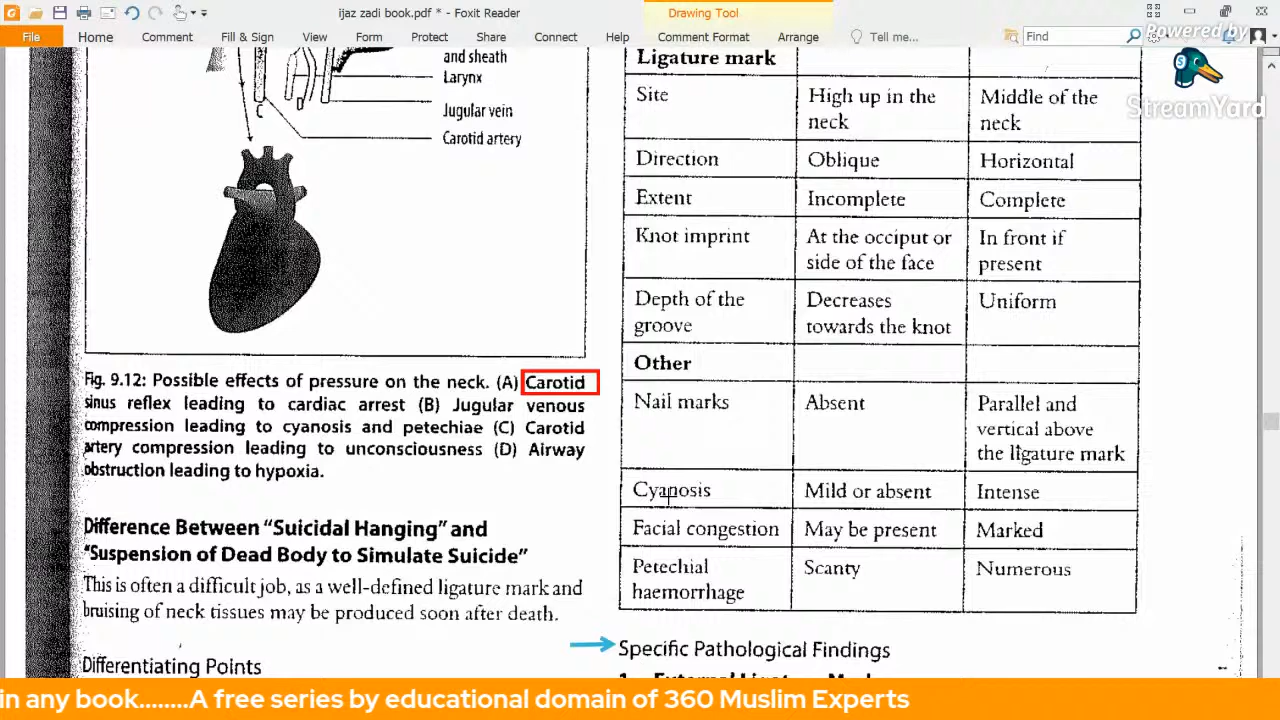 ijaz zadi book.pdf * - Foxit Reader
Drawing Tool
File
Home
Comment
Fill & Sign
View
Form
Protect
Share
Connect
Help
Comment Format
Arrange
Tell me...
Find
Powered by
StreamYard
and sheath
Larynx
Jugular vein
Carotid artery
C
D
Fig. 9.12: Possible effects of pressure on the neck. (A) Carotid
sinus reflex leading to cardiac arrest (B) Jugular venous
compression leading to cyanosis and petechiae (C) Carotid
artery compression leading to unconsciousness (D) Airway
obstruction leading to hypoxia.
Difference Between "Suicidal Hanging" and
"Suspension of Dead Body to Simulate Suicide"
This is often a difficult job, as a well-defined ligature mark and
bruising of neck tissues may be produced soon after death.
Differentiating Points
Ligature mark
Site
High up in the
neck
Middle of the
neck
Direction
Oblique
Horizontal
Extent
Incomplete
Complete
Knot imprint
At the occiput or
side of the face
In front if
present
Depth of the
groove
Decreases
towards the knot
Uniform
Other
Nail marks
Absent
Parallel and
vertical above
the ligature mark
Cyanosis
Mild or absent
Intense
Facial congestion
May be present
Marked
Petechial
haemorrhage
Scanty
Numerous
Specific Pathological Findings
in any book........A free series by educational domain of 360 Muslim Experts